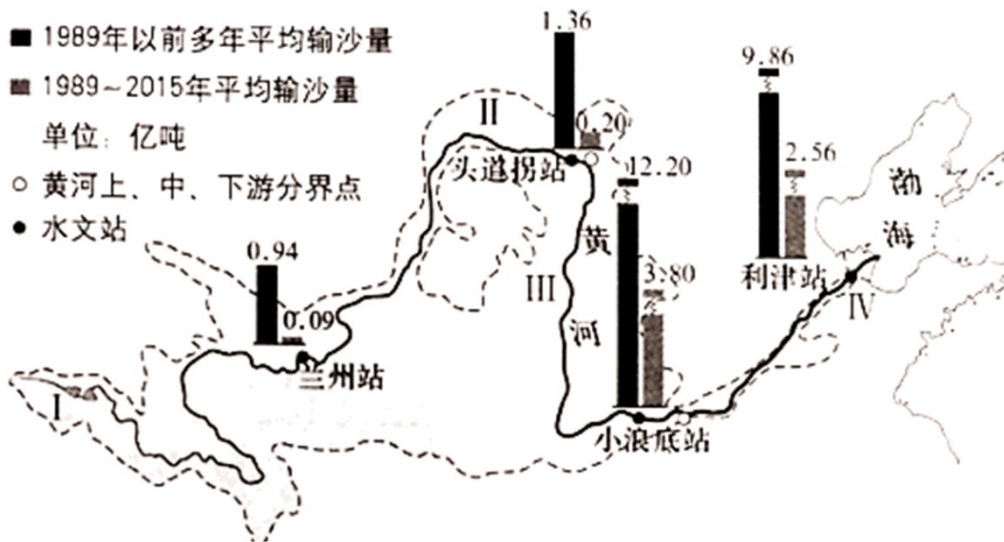 1989年以前多年平均输沙量
1989~2015年平均输沙量
单位: 亿吨
黄河上、中、下游分界点
水文站
1.36
0.20
II
头道拐站
12.20
3.80
9.86
2.56
渤海
利津站
黄河
III
IV
0.94
0.09
兰州站
I
小浪底站